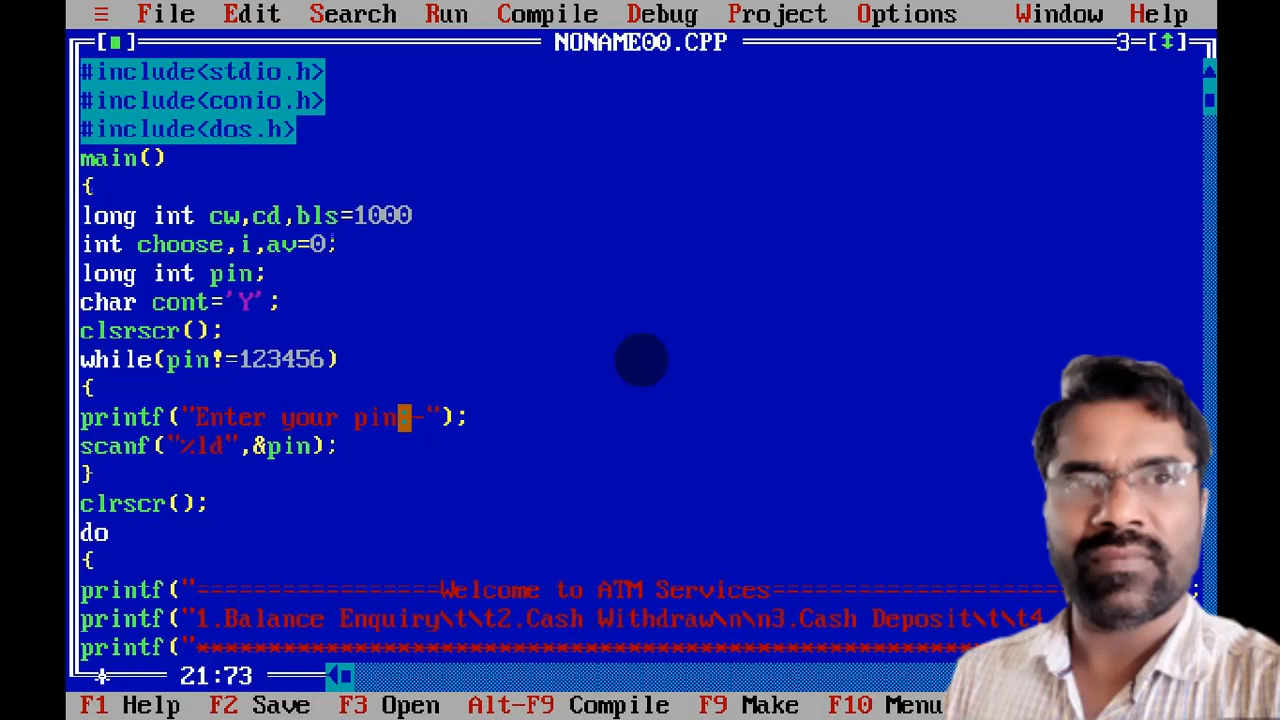 ≡ File Edit Search Run Compile Debug Project Options Window Help
[■] NONAME00.CPP 3=[↕]
#include<stdio.h>
#include<conio.h>
#include<dos.h>
main()
{
long int cw,cd,bls=1000
int choose,i,av=0;
long int pin;
char cont='Y';
clsrscr();
while(pin!=123456)
{
printf("Enter your pin:-");
scanf("%ld",&pin);
}
clrscr();
do
{
printf("=================Welcome to ATM Services====================== ;
printf("1.Balance Enquiry\t\t2.Cash Withdraw\n\n3.Cash Deposit\t\t4
printf("***********************************************************
21:73
F1 Help F2 Save F3 Open Alt-F9 Compile F9 Make F10 Menu